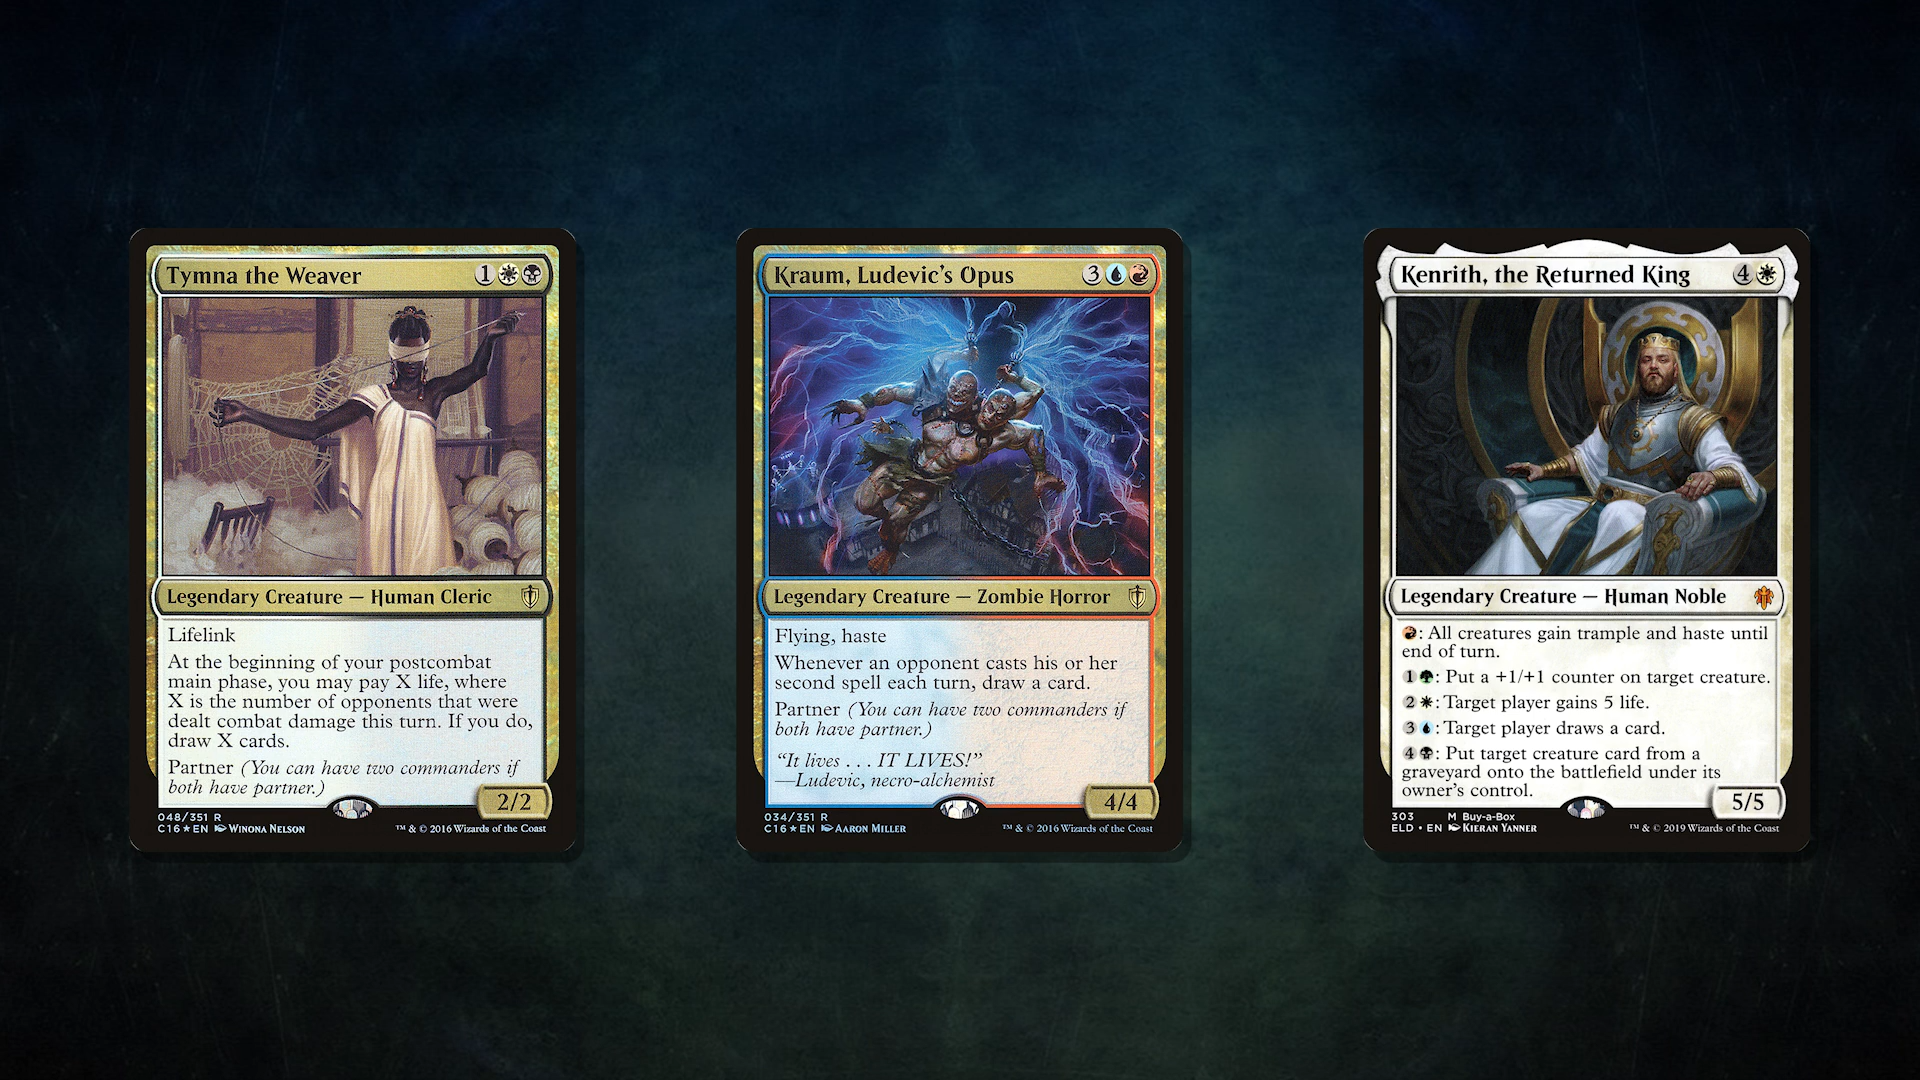 Tymna the Weaver 1
Legendary Creature — Human Cleric
Lifelink
At the beginning of your postcombat
main phase, you may pay X life, where
X is the number of opponents that were
dealt combat damage this turn. If you do,
draw X cards.
Partner (You can have two commanders if
both have partner.)
2/2
048/351 R
C16★EN Winona Nelson
™ & © 2016 Wizards of the Coast
Kraum, Ludevic's Opus 3
Legendary Creature — Zombie Horror
Flying, haste
Whenever an opponent casts his or her
second spell each turn, draw a card.
Partner (You can have two commanders if
both have partner.)
“It lives . . . IT LIVES!”
—Ludevic, necro-alchemist
4/4
034/351 R
C16★EN Aaron Miller
™ & © 2016 Wizards of the Coast
Kenrith, the Returned King 4
Legendary Creature — Human Noble
: All creatures gain trample and haste until
end of turn.
1: Put a +1/+1 counter on target creature.
2: Target player gains 5 life.
3: Target player draws a card.
4: Put target creature card from a
graveyard onto the battlefield under its
owner's control.
5/5
303 M Buy-a-Box
ELD • EN Kieran Yanner
™ & © 2019 Wizards of the Coast